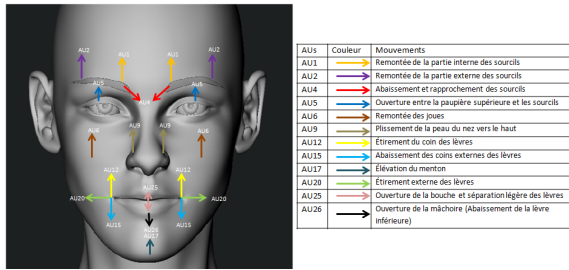 AU2
AU1
AU1
AU2
AU5
AU5
AU4
AU6
AU9
AU9
AU6
AU12
AU12
AU20
AU25
AU20
AU15
AU26
AU15
AU17
AUs Couleur Mouvements
AU1 Remontée de la partie interne des sourcils
AU2 Remontée de la partie externe des sourcils
AU4 Abaissement et rapprochement des sourcils
AU5 Ouverture entre la paupière supérieure et les sourcils
AU6 Remontée des joues
AU9 Plissement de la peau du nez vers le haut
AU12 Étirement du coin des lèvres
AU15 Abaissement des coins externes des lèvres
AU17 Élévation du menton
AU20 Étirement externe des lèvres
AU25 Ouverture de la bouche et séparation légère des lèvres
AU26 Ouverture de la mâchoire (Abaissement de la lèvre
inférieure)